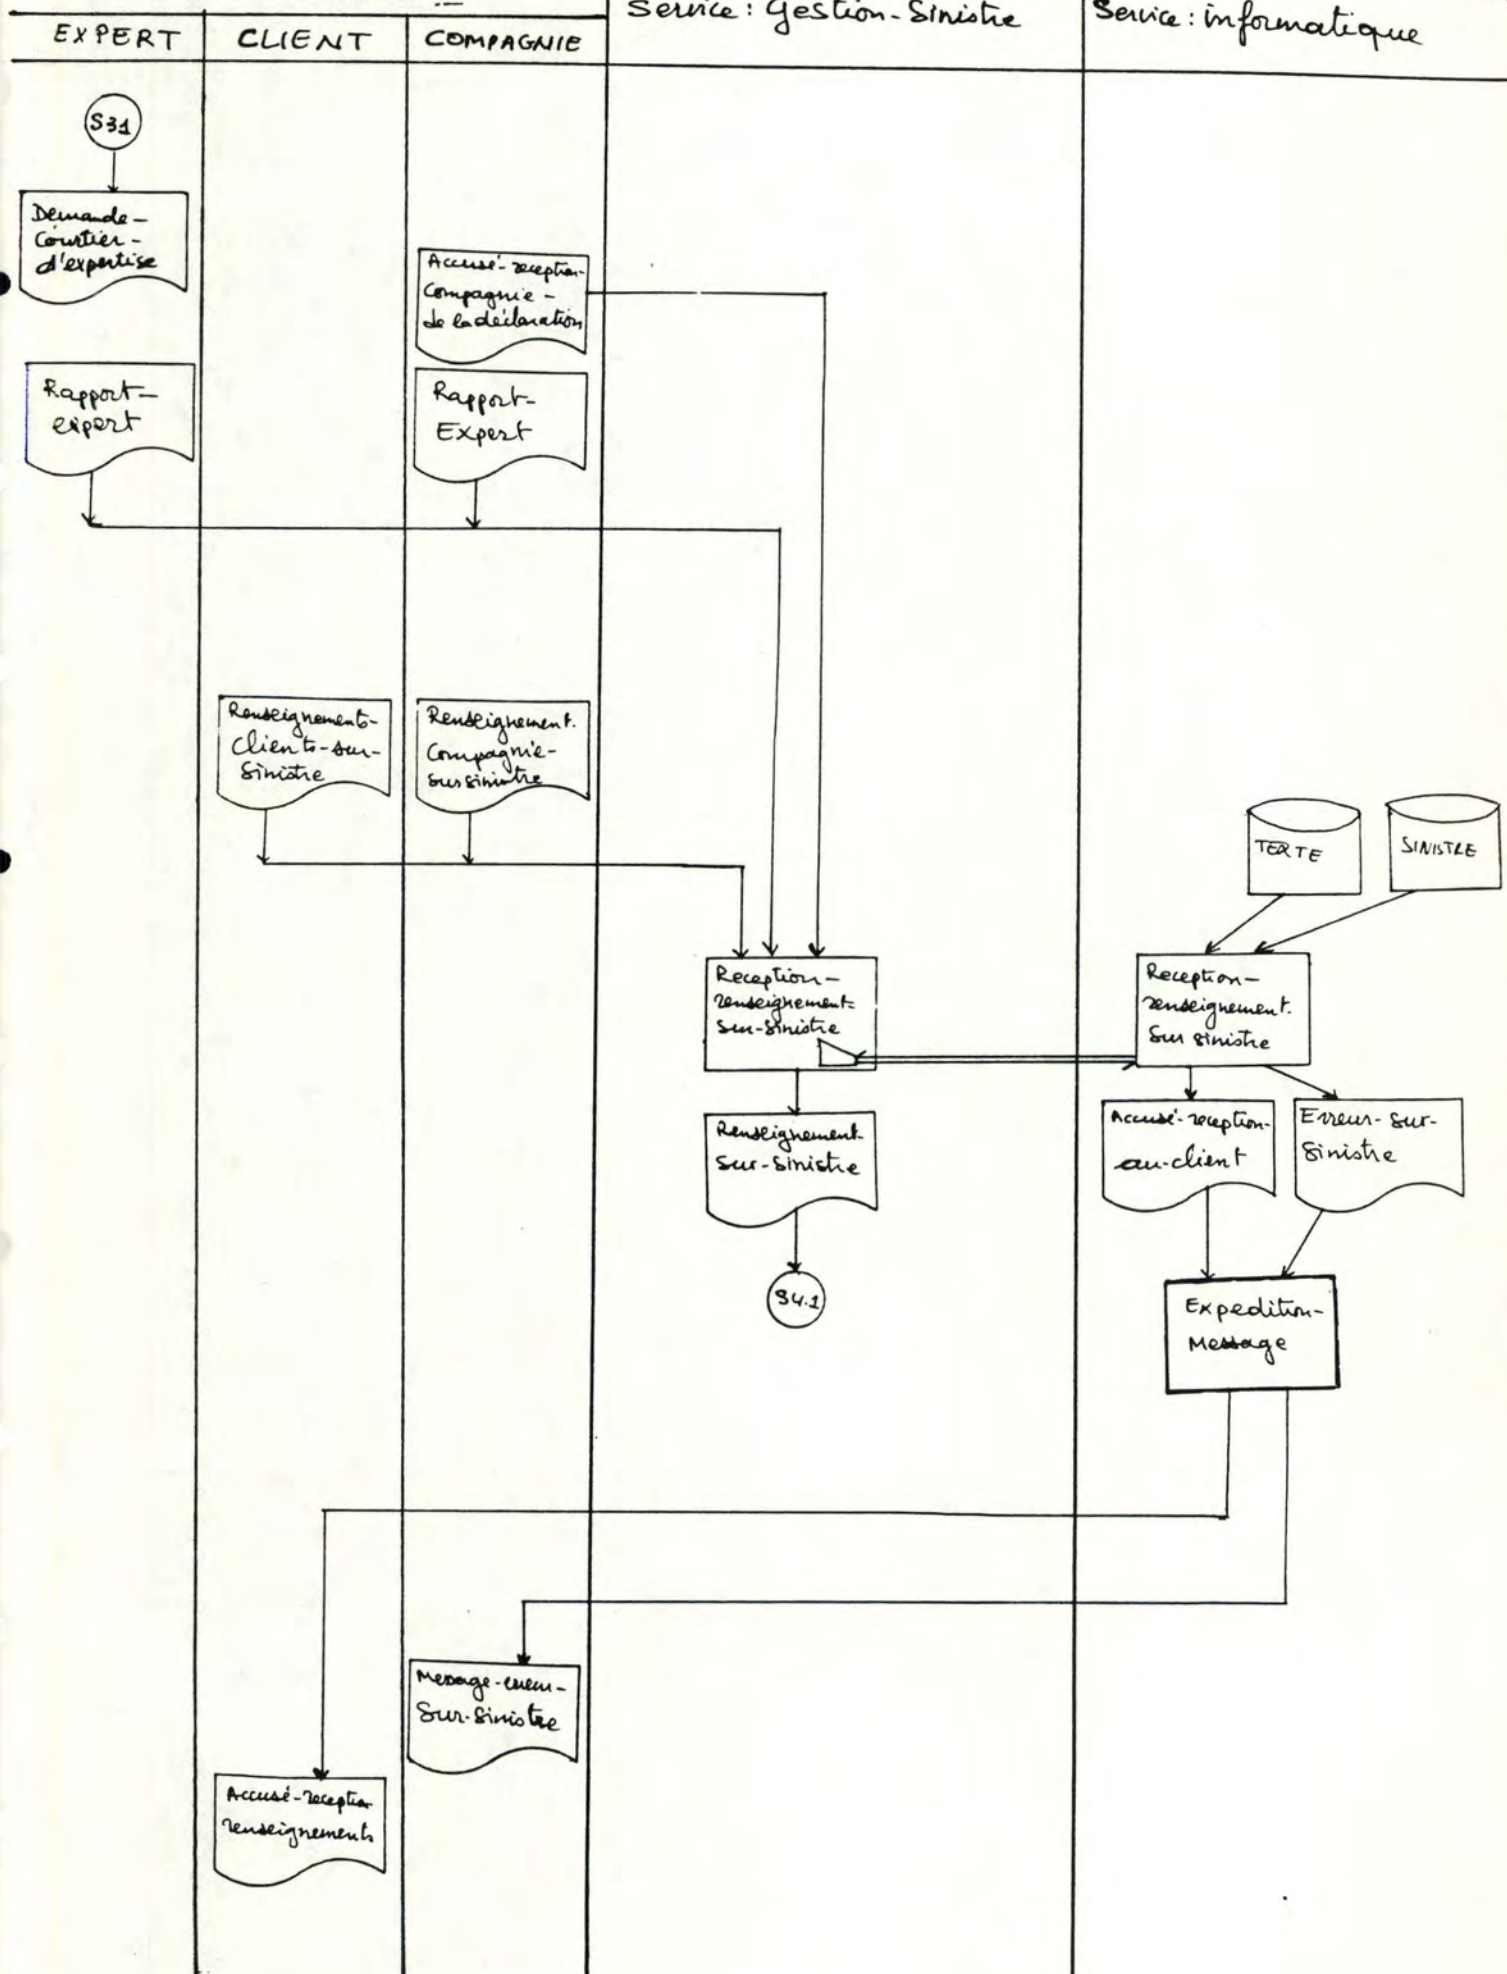 Service: Gestion-Sinistre
Service: informatique
EXPERT
CLIENT
COMPAGNIE
S31
Demande-
Courtier-
d'expertise
Accusé-reception-
Compagnie-
de la déclaration
Rapport-
expert
Rapport-
Expert
Renseignements-
Clients-sur-
Sinistre
Renseignement.
Compagnie-
sur sinistre
TEXTE
SINISTRE
Reception-
renseignement-
Sur-Sinistre
Reception-
renseignement.
Sur sinistre
Renseignement-
Sur-Sinistre
Accusé-reception-
au-client
Erreur-Sur-
Sinistre
S4.1
Expedition-
Message
Message-erreur-
Sur-Sinistre
Accusé-reception
renseignements